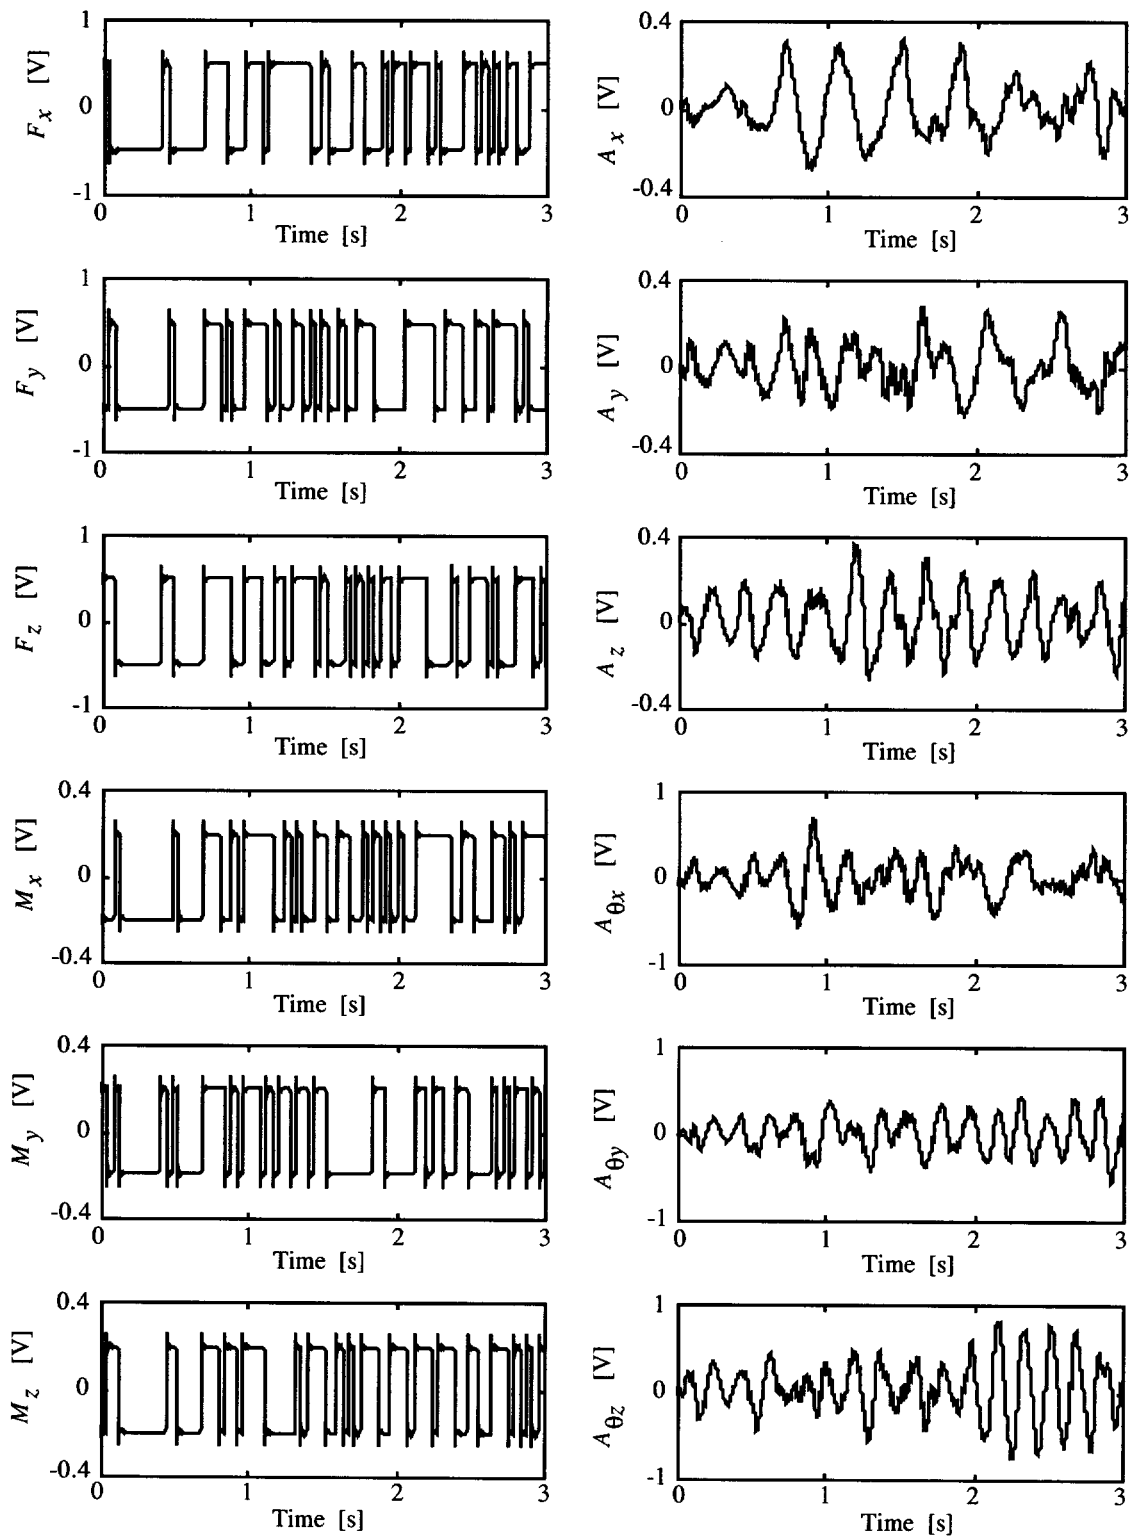 F_x [V]
1
0
-1
0 1 2 3
Time [s]
A_x [V]
0.4
0
-0.4
0 1 2 3
Time [s]
F_y [V]
1
0
-1
0 1 2 3
Time [s]
A_y [V]
0.4
0
-0.4
0 1 2 3
Time [s]
F_z [V]
1
0
-1
0 1 2 3
Time [s]
A_z [V]
0.4
0
-0.4
0 1 2 3
Time [s]
M_x [V]
0.4
0
-0.4
0 1 2 3
Time [s]
A_θx [V]
1
0
-1
0 1 2 3
Time [s]
M_y [V]
0.4
0
-0.4
0 1 2 3
Time [s]
A_θy [V]
1
0
-1
0 1 2 3
Time [s]
M_z [V]
0.4
0
-0.4
0 1 2 3
Time [s]
A_θz [V]
1
0
-1
0 1 2 3
Time [s]